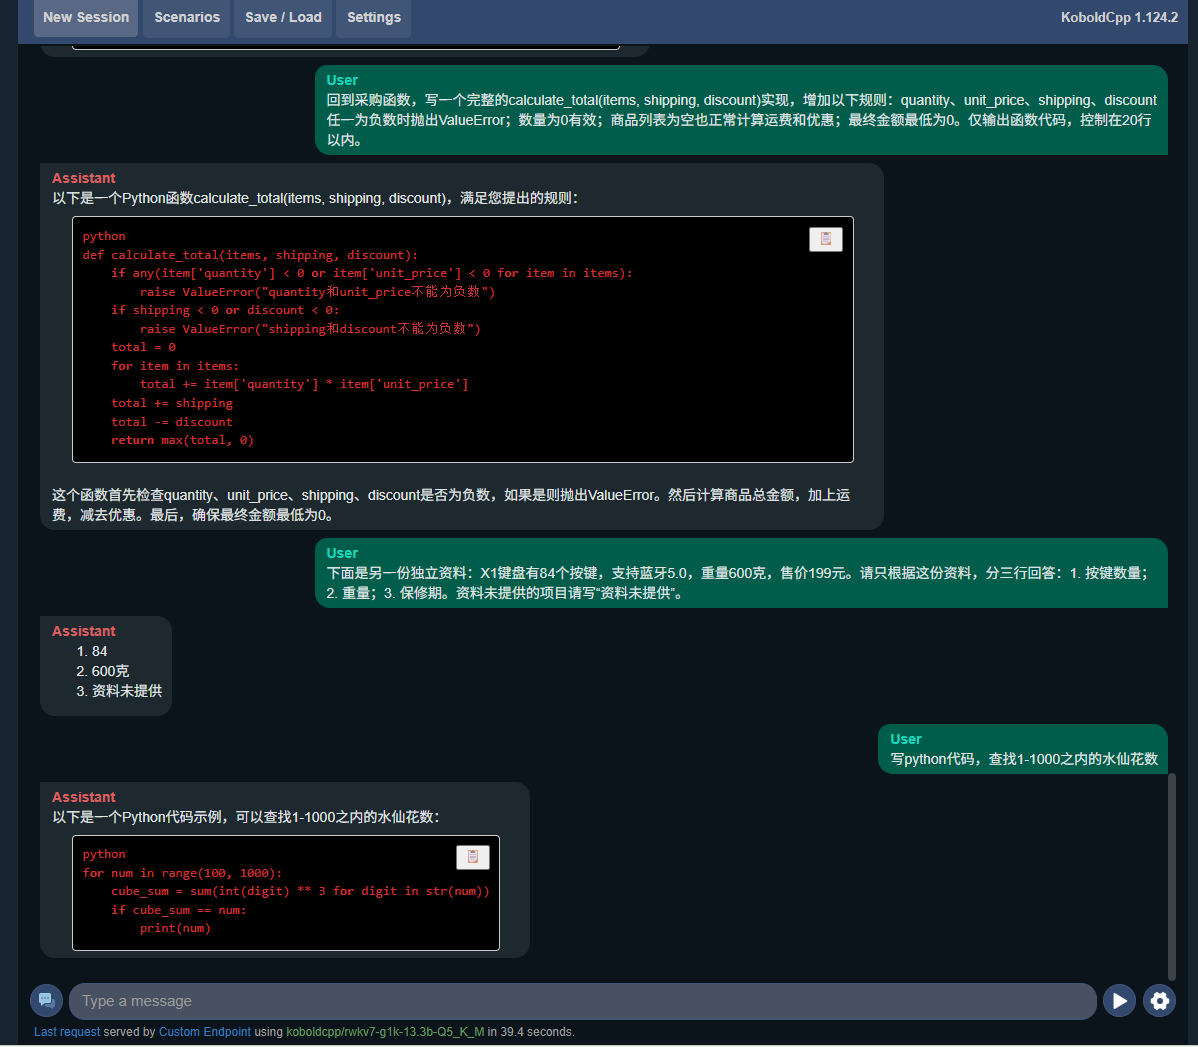 New Session Scenarios Save / Load Settings KoboldCpp 1.124.2
User
回到采购函数，写一个完整的calculate_total(items, shipping, discount)实现，增加以下规则：quantity、unit_price、shipping、discount
任一为负数时抛出ValueError；数量为0有效；商品列表为空也正常计算运费和优惠；最终金额最低为0。仅输出函数代码，控制在20行
以内。
Assistant
以下是一个Python函数calculate_total(items, shipping, discount)，满足您提出的规则：
python
def calculate_total(items, shipping, discount):
    if any(item['quantity'] < 0 or item['unit_price'] < 0 for item in items):
        raise ValueError("quantity和unit_price不能为负数")
    if shipping < 0 or discount < 0:
        raise ValueError("shipping和discount不能为负数")
    total = 0
    for item in items:
        total += item['quantity'] * item['unit_price']
    total += shipping
    total -= discount
    return max(total, 0)
这个函数首先检查quantity、unit_price、shipping、discount是否为负数，如果是则抛出ValueError。然后计算商品总金额，加上运
费，减去优惠。最后，确保最终金额最低为0。
User
下面是另一份独立资料：X1键盘有84个按键，支持蓝牙5.0，重量600克，售价199元。请只根据这份资料，分三行回答：1. 按键数量；
2. 重量；3. 保修期。资料未提供的项目请写“资料未提供”。
Assistant
1. 84
2. 600克
3. 资料未提供
User
写python代码，查找1-1000之内的水仙花数
Assistant
以下是一个Python代码示例，可以查找1-1000之内的水仙花数：
python
for num in range(100, 1000):
    cube_sum = sum(int(digit) ** 3 for digit in str(num))
    if cube_sum == num:
        print(num)
Type a message
Last request served by Custom Endpoint using koboldcpp/rwkv7-g1k-13.3b-Q5_K_M in 39.4 seconds.